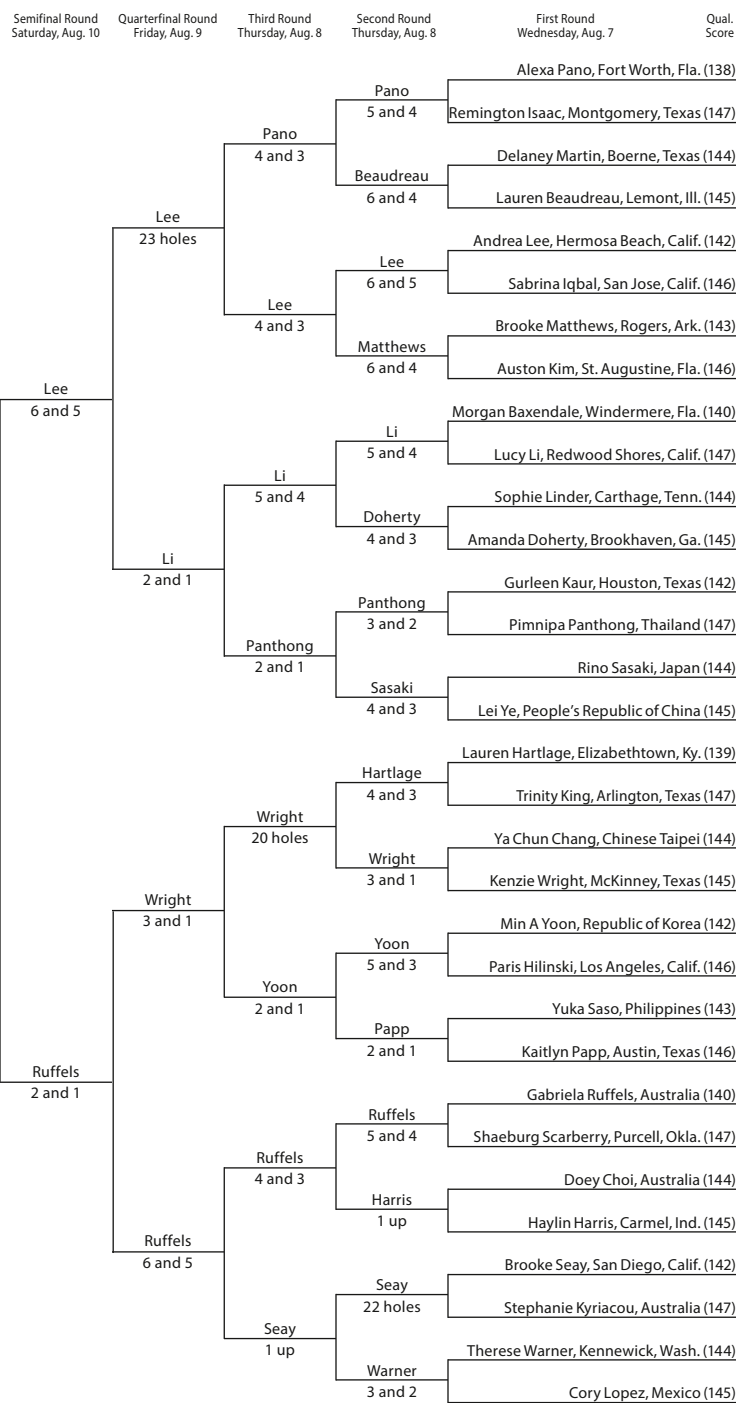 Semifinal Round
Saturday, Aug. 10
Quarterfinal Round
Friday, Aug. 9
Third Round
Thursday, Aug. 8
Second Round
Thursday, Aug. 8
First Round
Wednesday, Aug. 7
Qual.
Score
Alexa Pano, Fort Worth, Fla. (138)
Pano
5 and 4
Remington Isaac, Montgomery, Texas (147)
Pano
4 and 3
Delaney Martin, Boerne, Texas (144)
Beaudreau
6 and 4
Lauren Beaudreau, Lemont, Ill. (145)
Lee
23 holes
Andrea Lee, Hermosa Beach, Calif. (142)
Lee
6 and 5
Sabrina Iqbal, San Jose, Calif. (146)
Lee
4 and 3
Brooke Matthews, Rogers, Ark. (143)
Matthews
6 and 4
Auston Kim, St. Augustine, Fla. (146)
Lee
6 and 5
Morgan Baxendale, Windermere, Fla. (140)
Li
5 and 4
Lucy Li, Redwood Shores, Calif. (147)
Li
5 and 4
Sophie Linder, Carthage, Tenn. (144)
Doherty
4 and 3
Amanda Doherty, Brookhaven, Ga. (145)
Li
2 and 1
Gurleen Kaur, Houston, Texas (142)
Panthong
3 and 2
Pimnipa Panthong, Thailand (147)
Panthong
2 and 1
Rino Sasaki, Japan (144)
Sasaki
4 and 3
Lei Ye, People's Republic of China (145)
Lauren Hartlage, Elizabethtown, Ky. (139)
Hartlage
4 and 3
Trinity King, Arlington, Texas (147)
Wright
20 holes
Ya Chun Chang, Chinese Taipei (144)
Wright
3 and 1
Kenzie Wright, McKinney, Texas (145)
Wright
3 and 1
Min A Yoon, Republic of Korea (142)
Yoon
5 and 3
Paris Hilinski, Los Angeles, Calif. (146)
Yoon
2 and 1
Yuka Saso, Philippines (143)
Papp
2 and 1
Kaitlyn Papp, Austin, Texas (146)
Ruffels
2 and 1
Gabriela Ruffels, Australia (140)
Ruffels
5 and 4
Shaeburg Scarberry, Purcell, Okla. (147)
Ruffels
4 and 3
Doey Choi, Australia (144)
Harris
1 up
Haylin Harris, Carmel, Ind. (145)
Ruffels
6 and 5
Brooke Seay, San Diego, Calif. (142)
Seay
22 holes
Stephanie Kyriacou, Australia (147)
Seay
1 up
Therese Warner, Kennewick, Wash. (144)
Warner
3 and 2
Cory Lopez, Mexico (145)